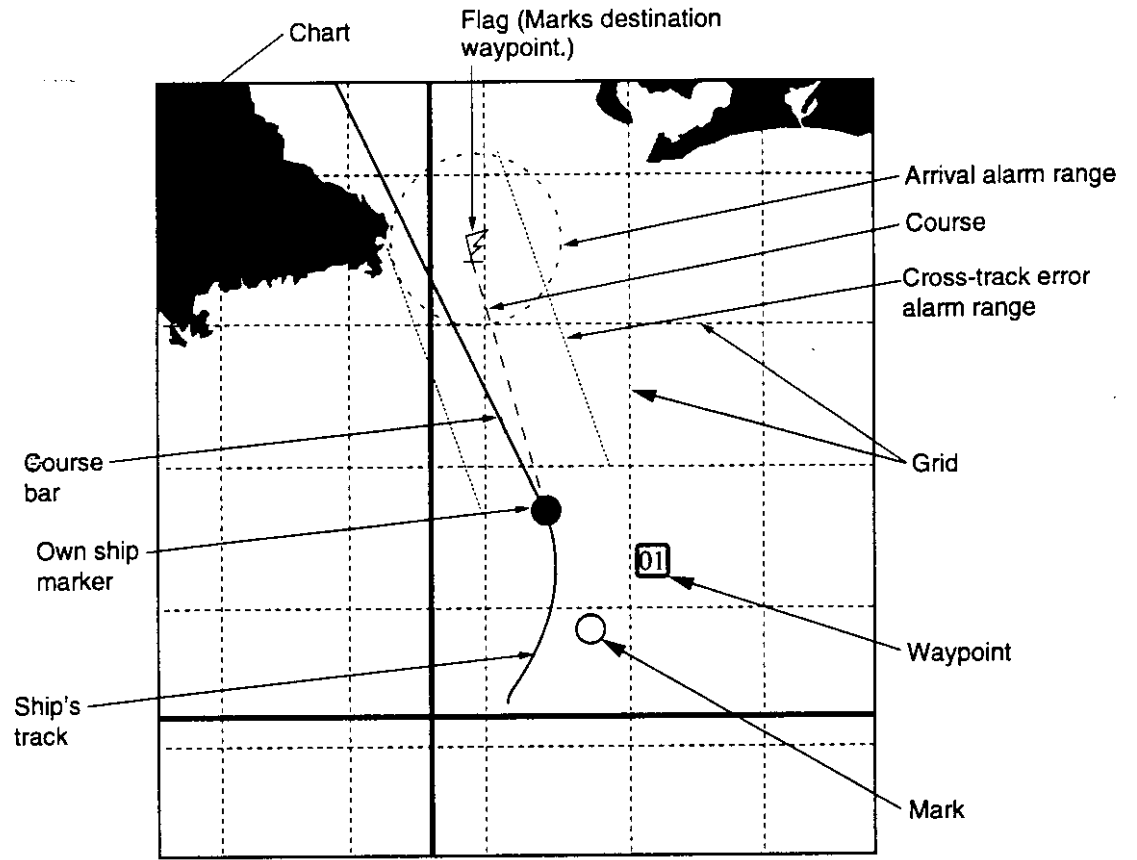 Chart
Flag (Marks destination
waypoint.)
Arrival alarm range
Course
Cross-track error
alarm range
Grid
Course
bar
Own ship
marker
01
Waypoint
Ship's
track
Mark